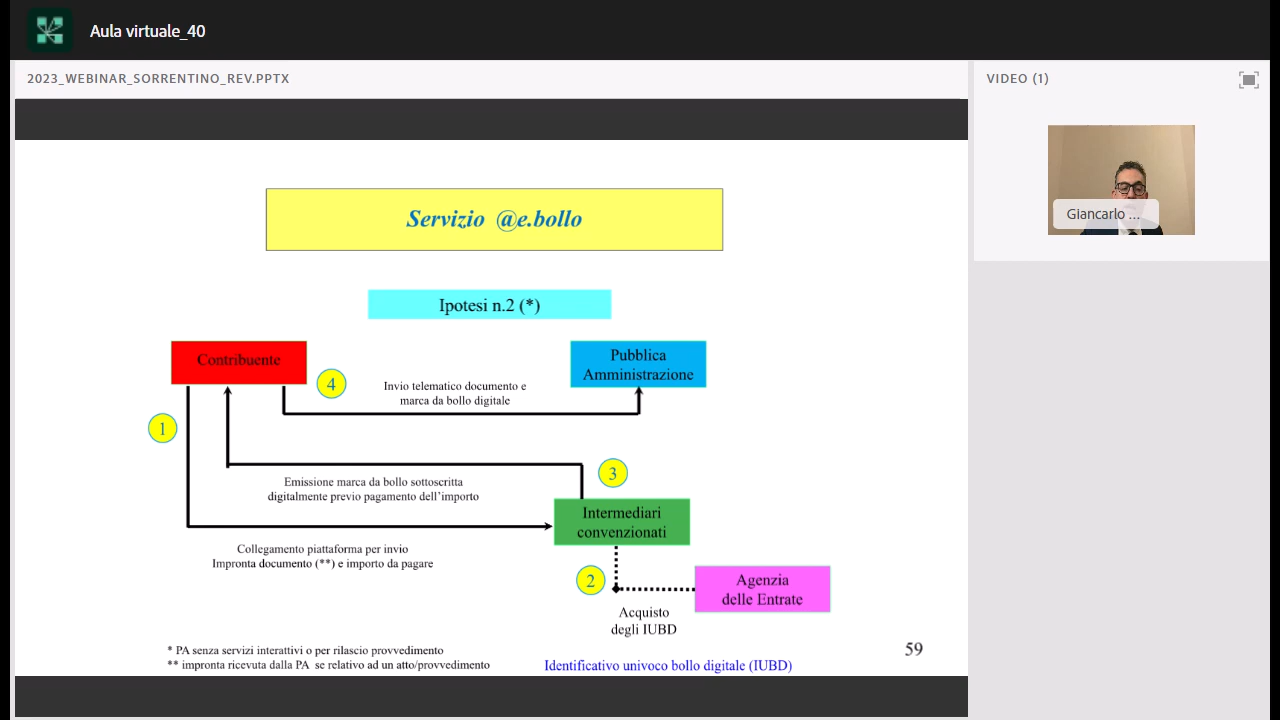 Aula virtuale_40
2023_WEBINAR_SORRENTINO_REV.PPTX
VIDEO (1)
Giancarlo ...
Servizio @e.bollo
Ipotesi n.2 (*)
Contribuente
Pubblica
Amministrazione
4
Invio telematico documento e
marca da bollo digitale
1
3
Emissione marca da bollo sottoscritta
digitalmente previo pagamento dell'importo
Intermediari
convenzionati
Collegamento piattaforma per invio
Impronta documento (**) e importo da pagare
2
Agenzia
delle Entrate
Acquisto
degli IUBD
* PA senza servizi interattivi o per rilascio provvedimento
** impronta ricevuta dalla PA se relativo ad un atto/provvedimento
Identificativo univoco bollo digitale (IUBD)
59